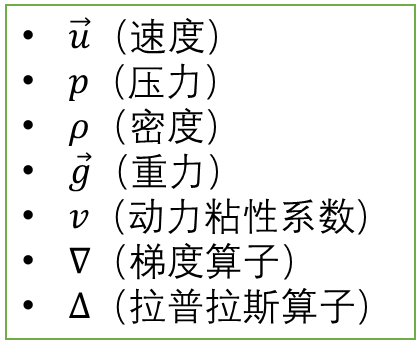 • u⃗（速度）
• p（压力）
• ρ（密度）
• g⃗（重力）
• v（动力粘性系数）
• ∇（梯度算子）
• Δ（拉普拉斯算子）